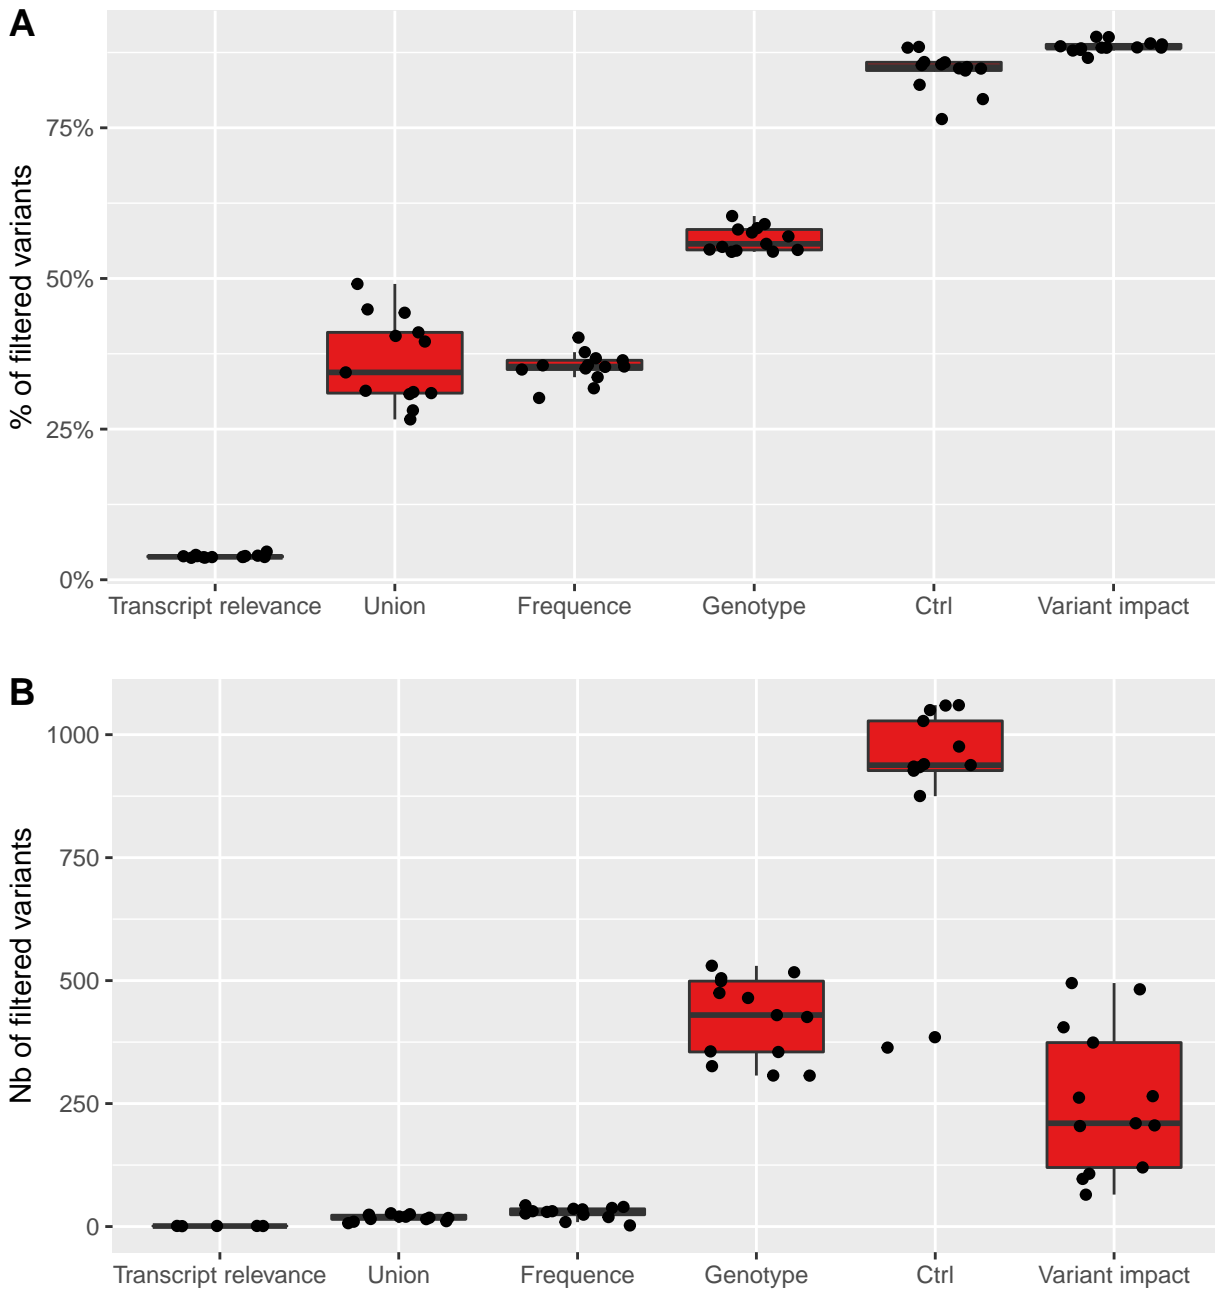 A
% of filtered variants
75%
50%
25%
0%
Transcript relevance Union Frequence Genotype Ctrl Variant impact
B
Nb of filtered variants
1000
750
500
250
0
Transcript relevance Union Frequence Genotype Ctrl Variant impact